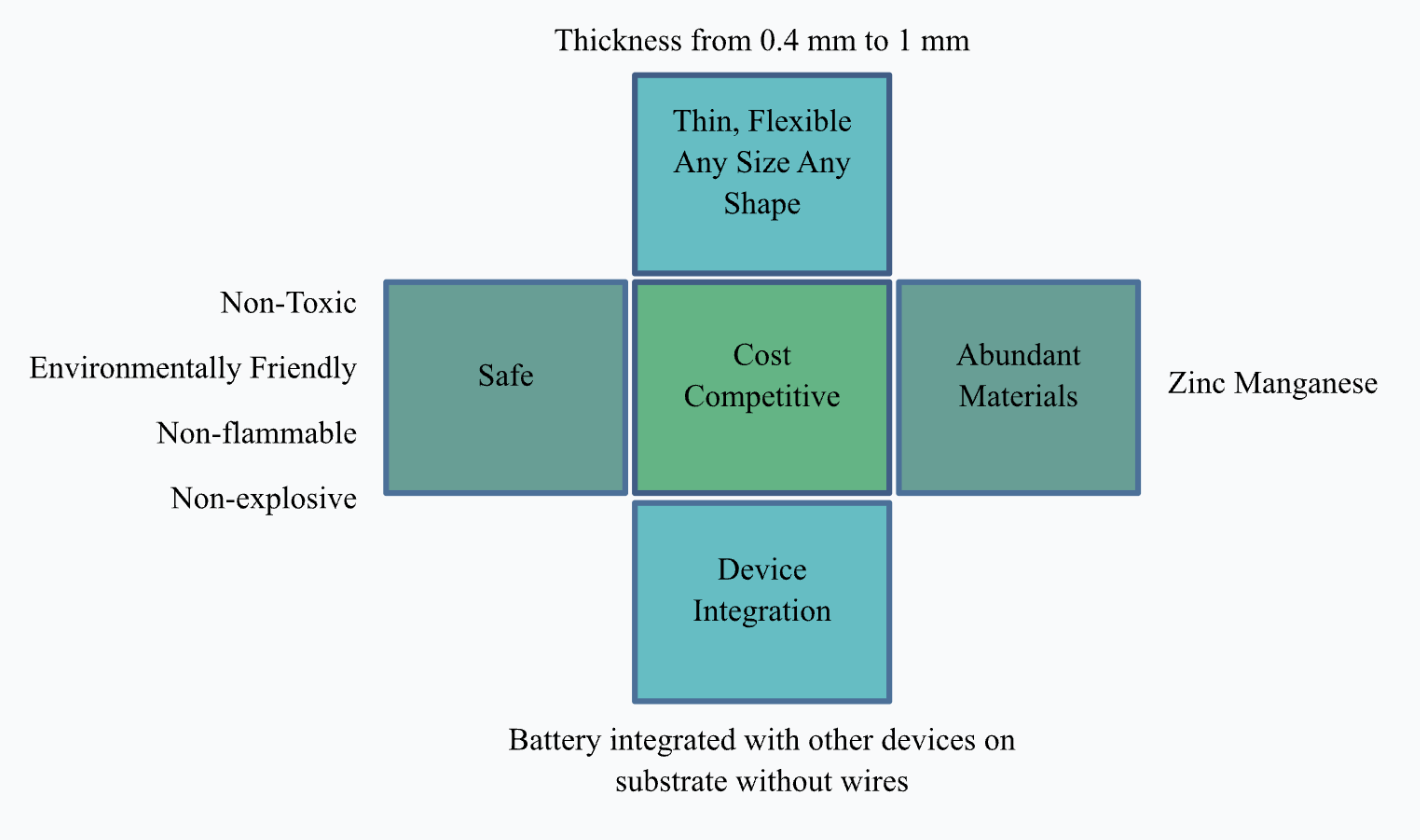 Thickness from 0.4 mm to 1 mm
Thin, Flexible
Any Size Any
Shape
Non-Toxic
Environmentally Friendly
Non-flammable
Non-explosive
Safe
Cost
Competitive
Abundant
Materials
Zinc Manganese
Device
Integration
Battery integrated with other devices on
substrate without wires